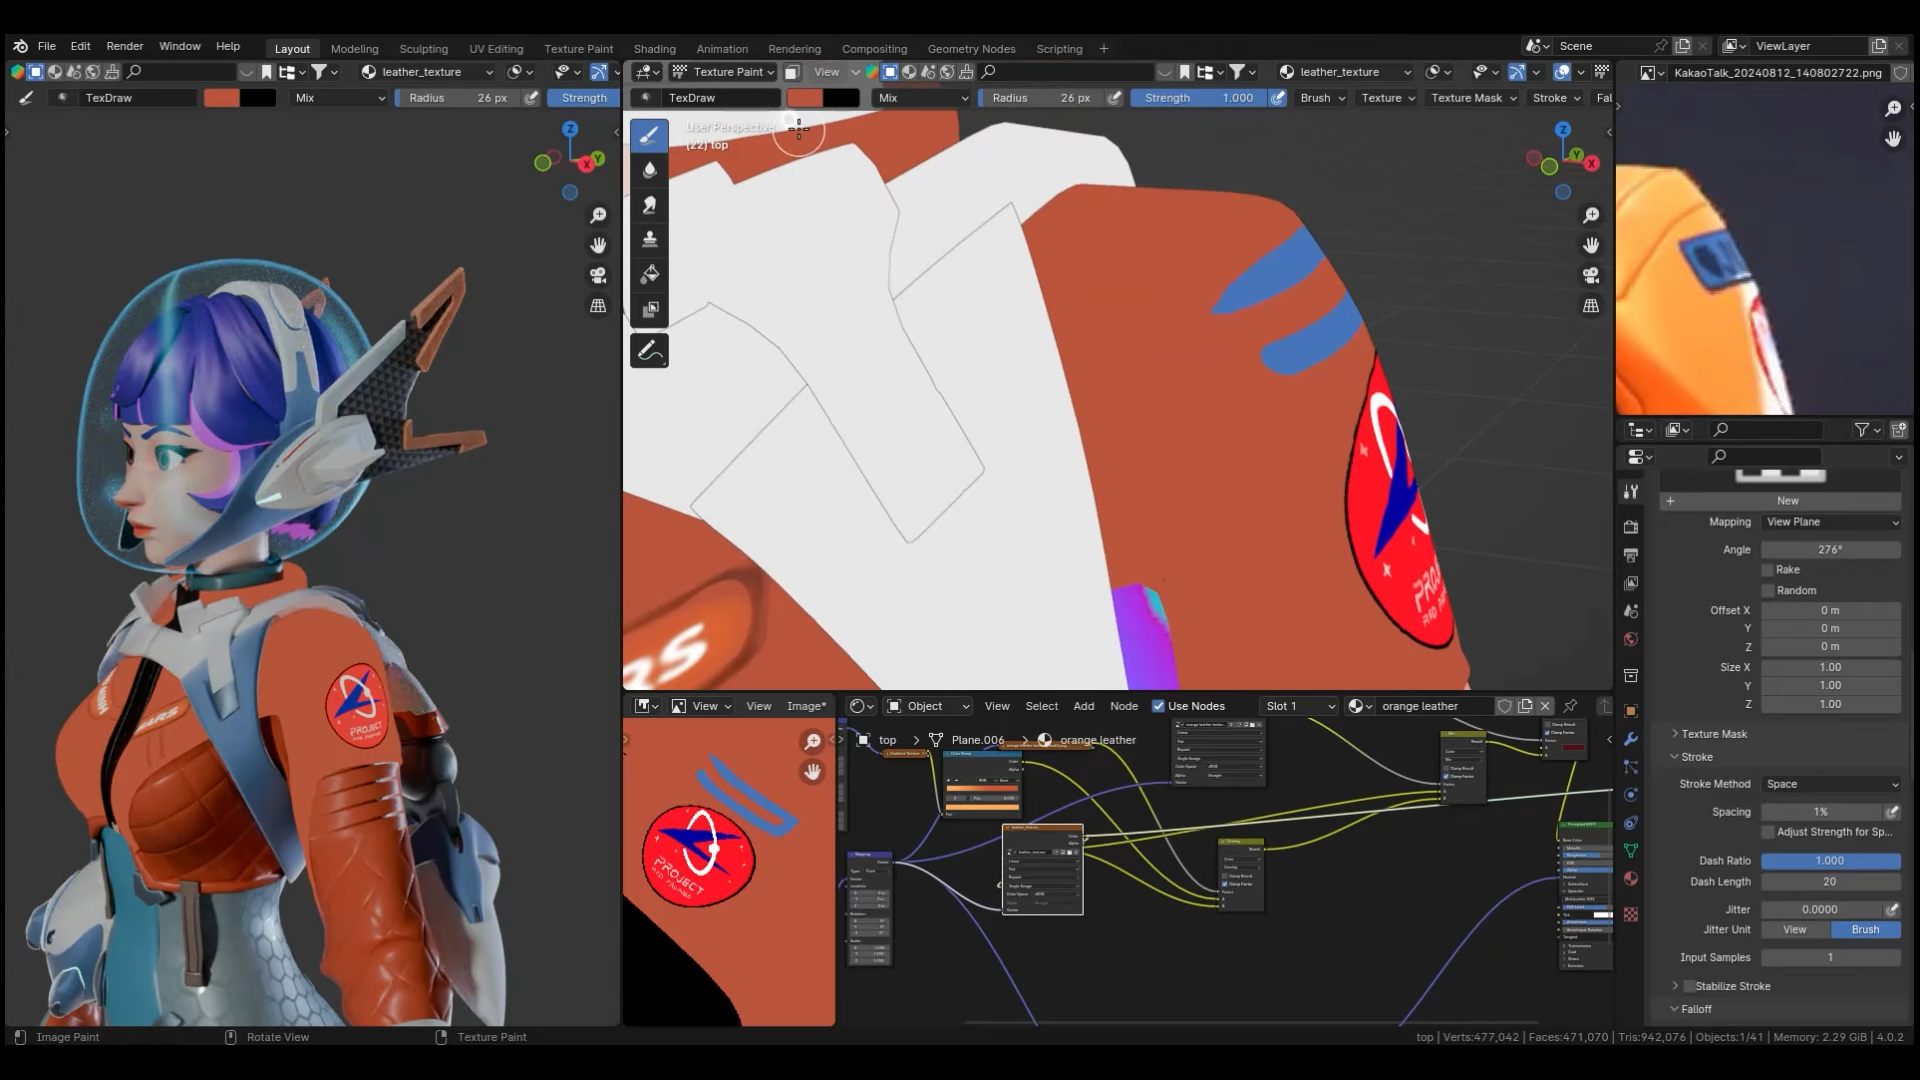 File Edit Render Window Help Layout Modeling Sculpting UV Editing Texture Paint Shading Animation Rendering Compositing Geometry Nodes Scripting + Scene ViewLayer
leather_texture Texture Paint View leather_texture KakaoTalk_20240812_140802722.png
TexDraw Mix Radius 26 px Strength TexDraw Mix Radius 26 px Strength 1.000 Brush Texture Texture Mask Stroke Fal
User Perspective
(22) top
Z
Y
X
Z
Y
X
PROJECT
ARS
New
Mapping View Plane
Angle 276°
Rake
Random
Offset X 0 m
Y 0 m
Z 0 m
Size X 1.00
Y 1.00
Z 1.00
Texture Mask
Stroke
Stroke Method Space
Spacing 1%
Adjust Strength for Sp...
Dash Ratio 1.000
Dash Length 20
Jitter 0.0000
Jitter Unit View Brush
Input Samples 1
Stabilize Stroke
Falloff
View View Image*
PROJECT
Object View Select Add Node Use Nodes Slot 1 orange leather
top > Plane.006 > orange leather
Image Paint Rotate View Texture Paint top | Verts:477,042 | Faces:471,070 | Tris:942,076 | Objects:1/41 | Memory: 2.29 GiB | 4.0.2